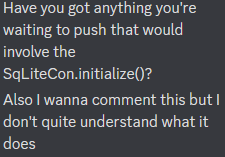 Have you got anything you're
waiting to push that would
involve the
SqLiteCon.initialize()?
Also I wanna comment this but I
don't quite understand what it
does